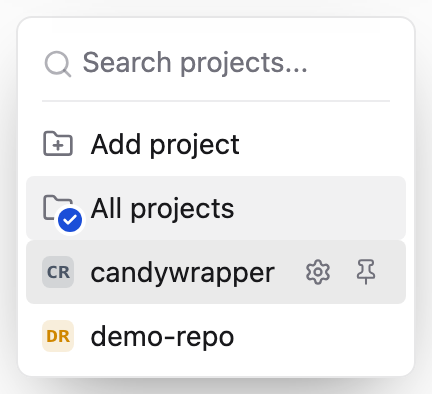 Search projects...
Add project
All projects
CR candywrapper
DR demo-repo